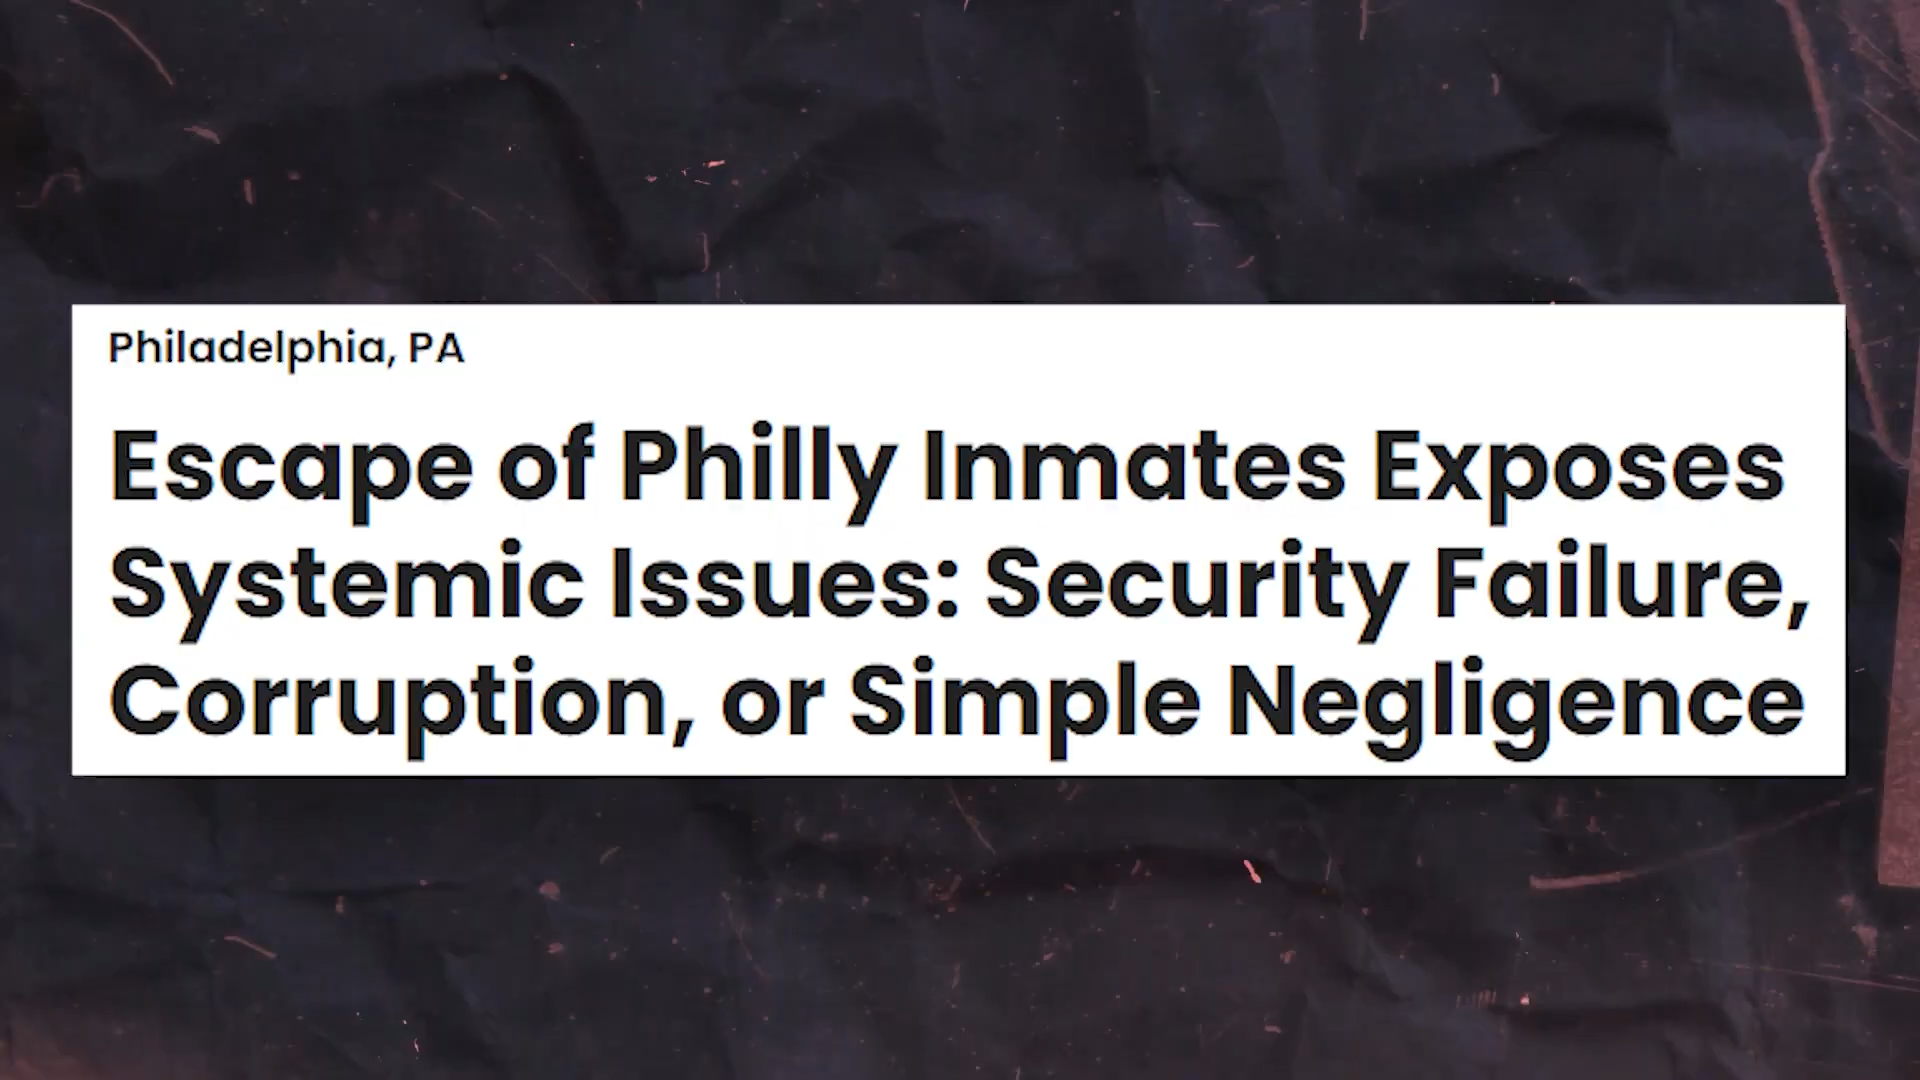 Philadelphia, PA
Escape of Philly Inmates Exposes
Systemic Issues: Security Failure,
Corruption, or Simple Negligence